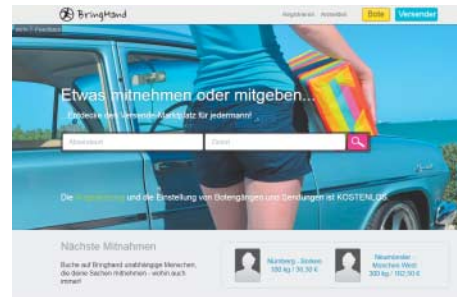 BringHand
Registrieren Anmelden Bote Versender
Feedback
Etwas mitnehmen oder mitgeben...
Entdecke den Versende-Marktplatz für jedermann!
Abholort
Die und die Einstellung von Botengängen und Sendungen ist KOSTENLOS.
Nächste Mitnahmen
Buche auf BringHand unabhängige Menschen,
die deine Sachen mitnehmen - wohin auch
immer!
Nürnberg -
Neumünster -
München West